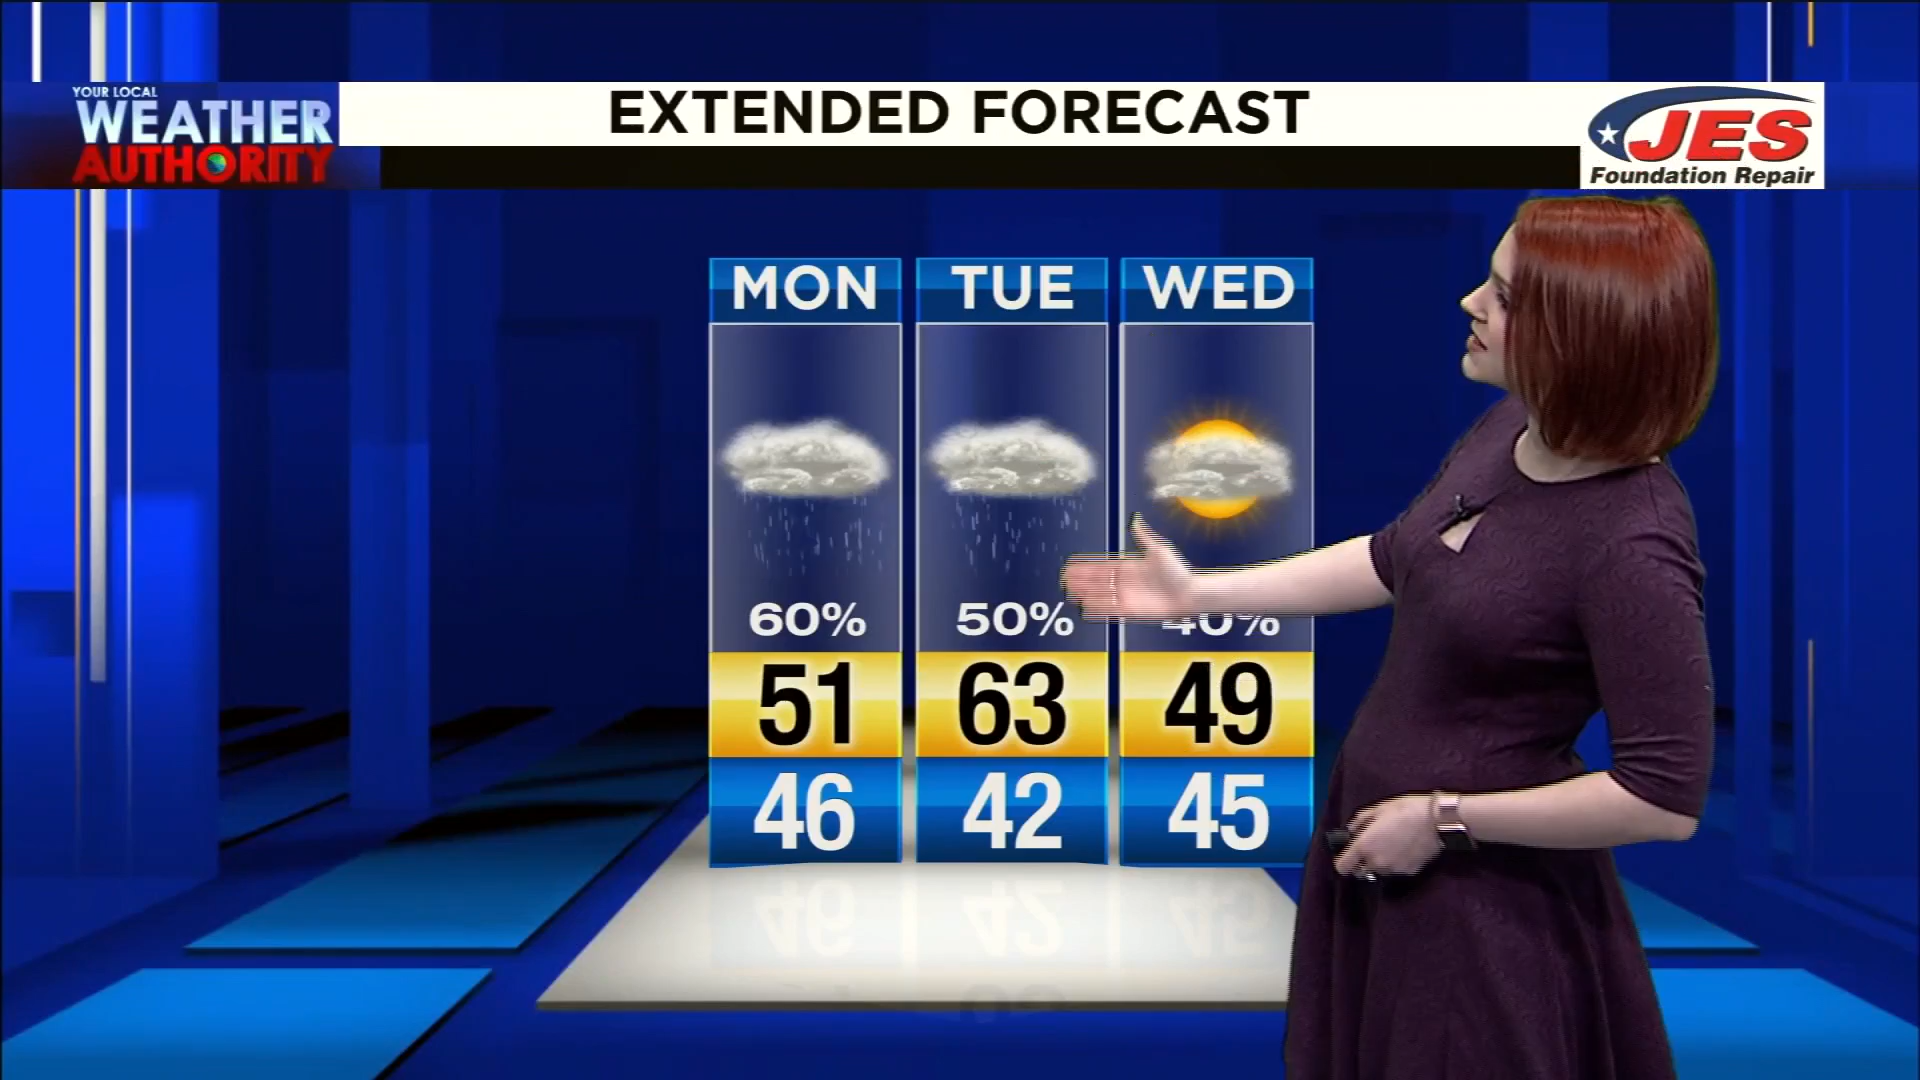 YOUR LOCAL
WEATHER
AUTHORITY
EXTENDED FORECAST
JES
Foundation Repair
MON TUE WED
60% 50% 40%
51 63 49
46 42 45